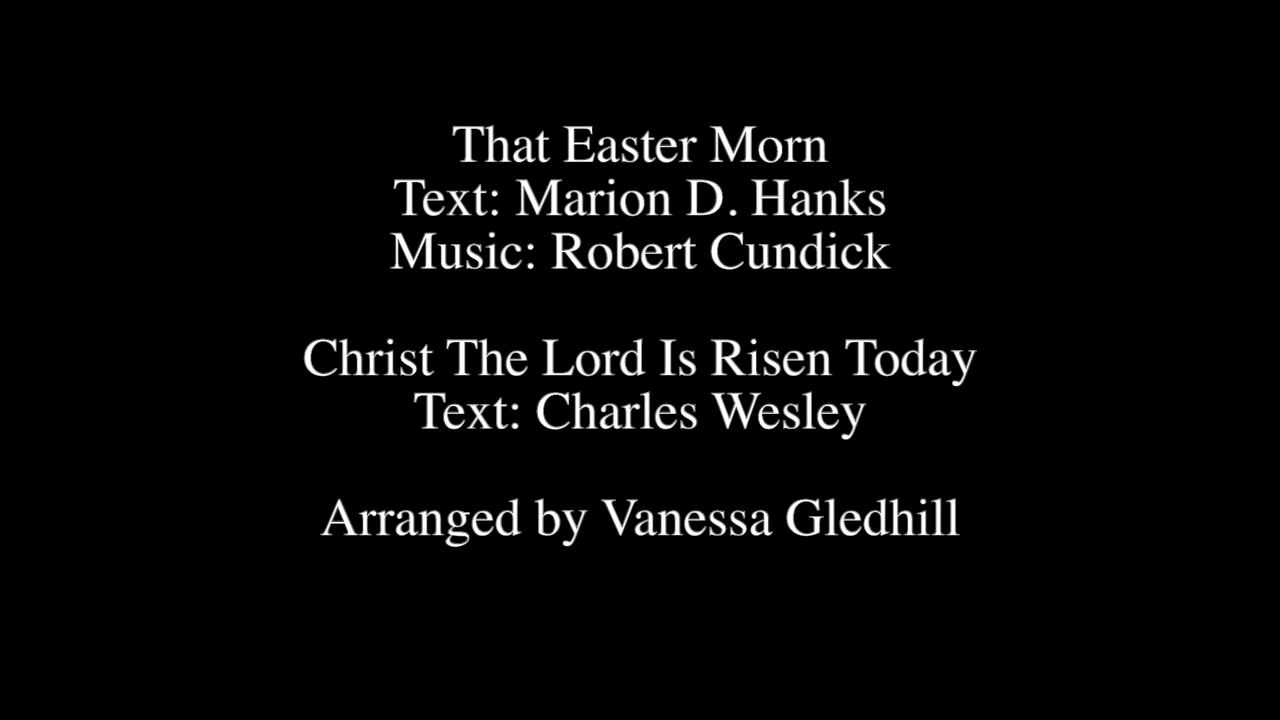 That Easter Morn
Text: Marion D. Hanks
Music: Robert Cundick
Christ The Lord Is Risen Today
Text: Charles Wesley
Arranged by Vanessa Gledhill